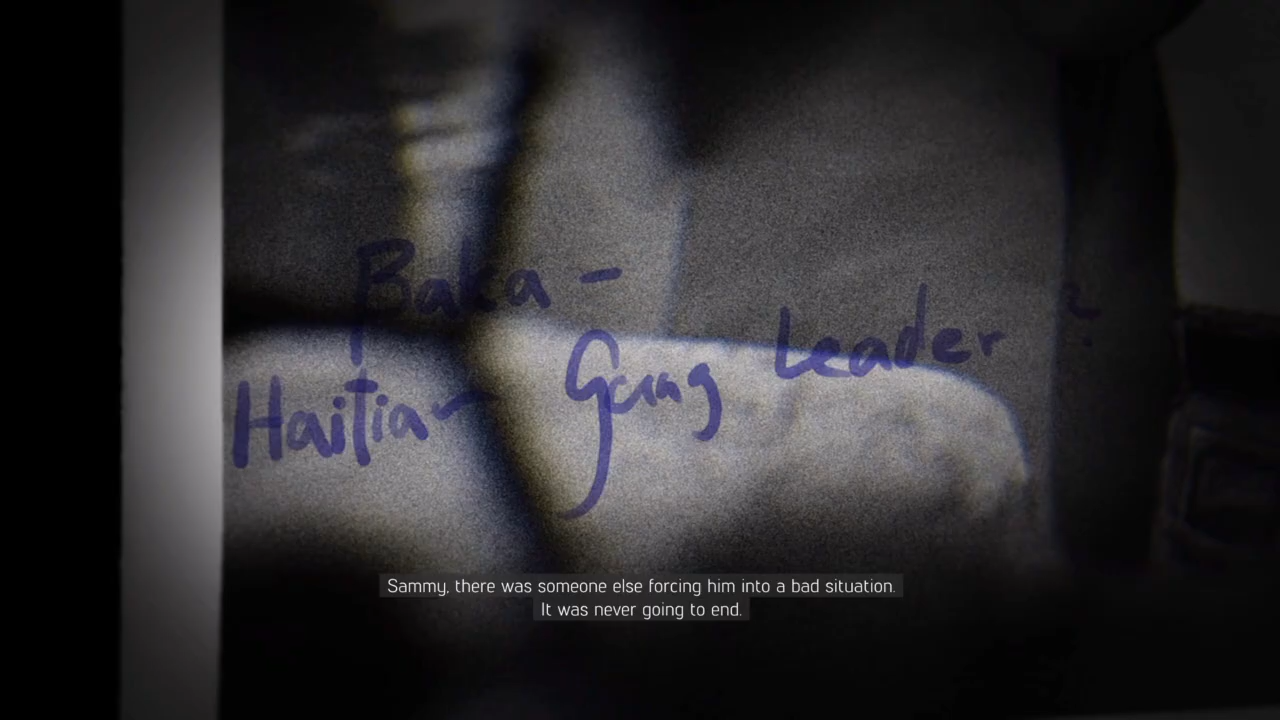 Baka -
Haitian Gang Leader ?
Sammy, there was someone else forcing him into a bad situation.
It was never going to end.